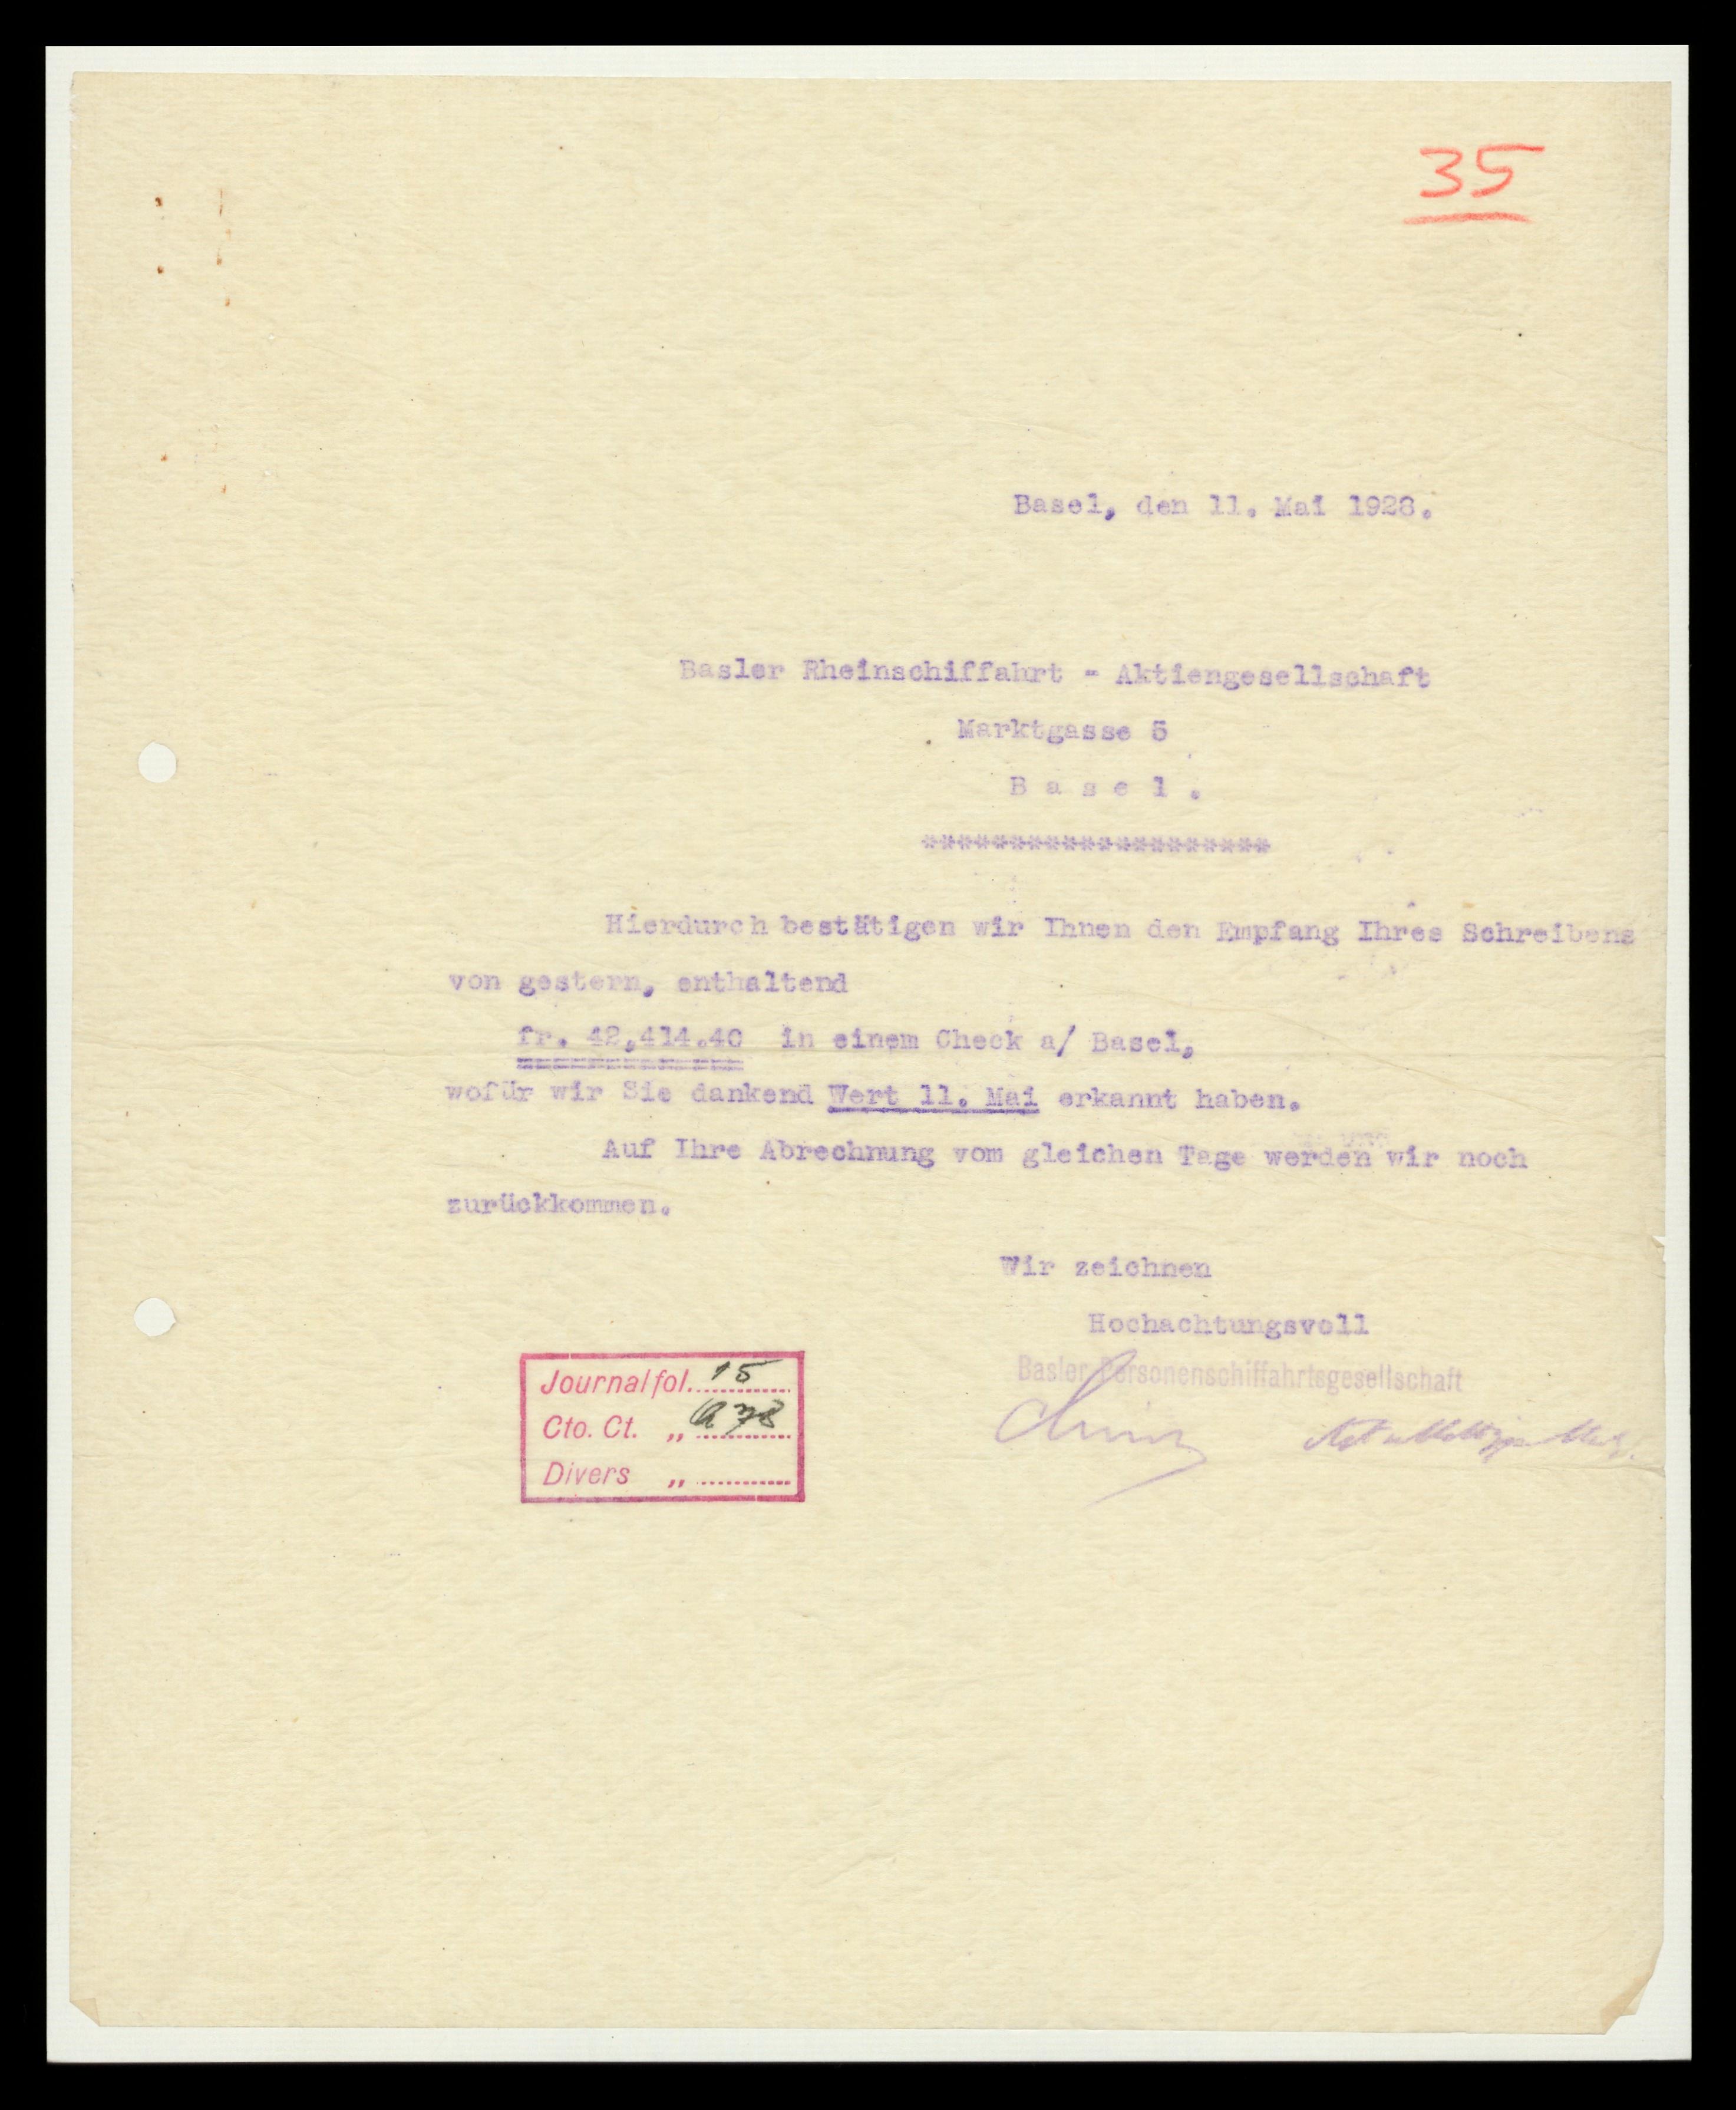 35
Basel, den 11. Mai 1928.
Basler Rheinschiffahrt - Aktiengesellschaft
Marktgasse 5
B a s e l .
********************
Hierdurch bestätigen wir Ihnen den Empfang Ihres Schreibens
von gestern, enthaltend
fr. 42,414.40 in einem Check a/ Basel,
wofür wir Sie dankend Wert 11. Mai erkannt haben.
Auf Ihre Abrechnung vom gleichen Tage werden wir noch
zurückkommen.
Wir zeichnen
Hochachtungsvoll
Basler Personenschiffahrtsgesellschaft
Journalfol. 15
Cto. Ct. „ A 78
Divers „